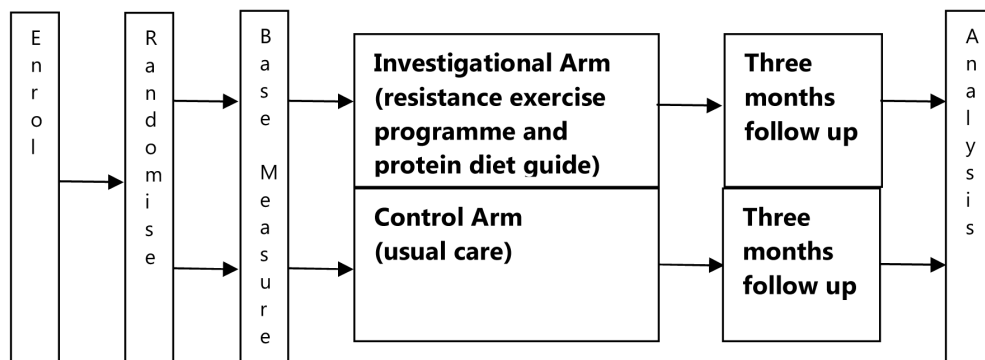 Enrol
Randomise
Base Measure
Investigational Arm
(resistance exercise
programme and
protein diet guide)
Three
months
follow up
Control Arm
(usual care)
Three
months
follow up
Analysis